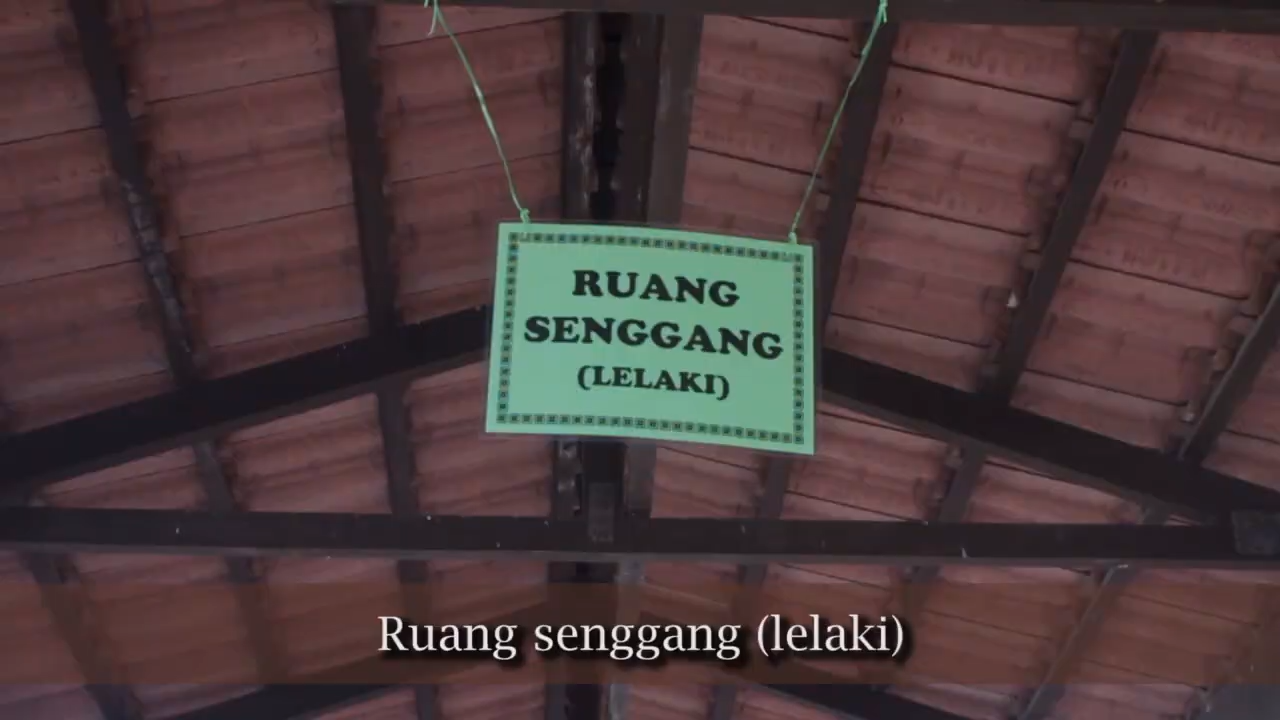 RUANG
SENGGANG
(LELAKI)
Ruang senggang (lelaki)